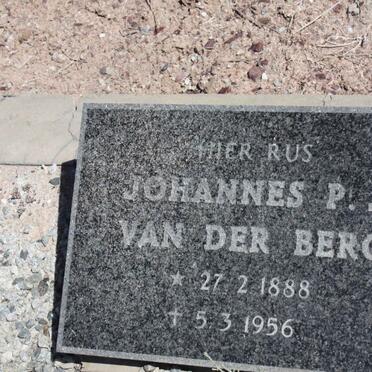 HIER RUS
JOHANNES P.
VAN DER BERG
★ 27.2.1888
† 5.3.1956